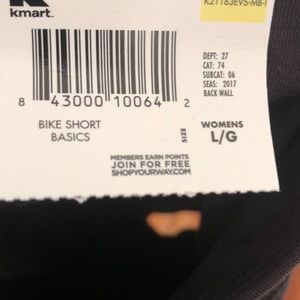 kmart.
K21183EVS-MB-I
DEPT: 27
CAT: 74
SUBCAT: 06
SEAS: 2017
BACK WALL
8 43000 10064 2
BIKE SHORT
BASICS
SIZE
WOMENS
L/G
MEMBERS EARN POINTS
JOIN FOR FREE
SHOPYOURWAY.COM